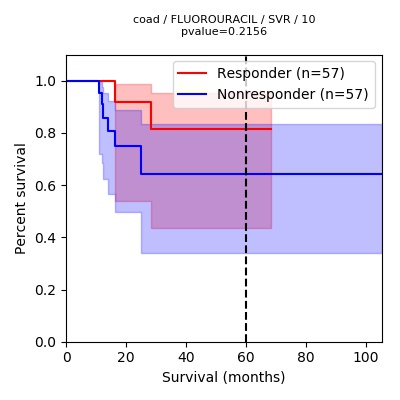 coad / FLUOROURACIL / SVR / 10
pvalue=0.2156
Responder (n=57)
Nonresponder (n=57)
Percent survival
1.0
0.8
0.6
0.4
0.2
0.0
0 20 40 60 80 100
Survival (months)